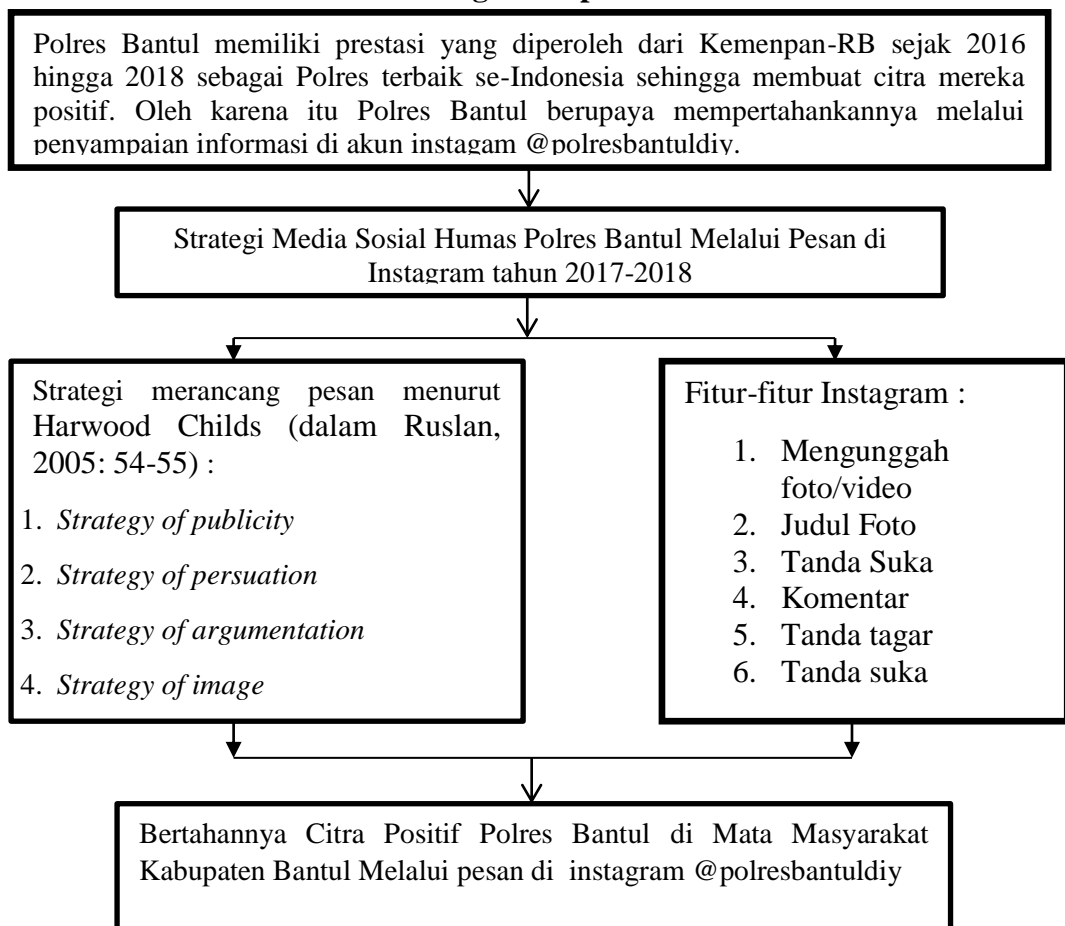 Polres Bantul memiliki prestasi yang diperoleh dari Kemenpan-RB sejak 2016
hingga 2018 sebagai Polres terbaik se-Indonesia sehingga membuat citra mereka
positif. Oleh karena itu Polres Bantul berupaya mempertahankannya melalui
penyampaian informasi di akun instagam @polresbantuldiy.
Strategi Media Sosial Humas Polres Bantul Melalui Pesan di
Instagram tahun 2017-2018
Strategi merancang pesan menurut
Harwood Childs (dalam Ruslan,
2005: 54-55) :
1. Strategy of publicity
2. Strategy of persuation
3. Strategy of argumentation
4. Strategy of image
Fitur-fitur Instagram :
1. Mengunggah
foto/video
2. Judul Foto
3. Tanda Suka
4. Komentar
5. Tanda tagar
6. Tanda suka
Bertahannya Citra Positif Polres Bantul di Mata Masyarakat
Kabupaten Bantul Melalui pesan di instagram @polresbantuldiy